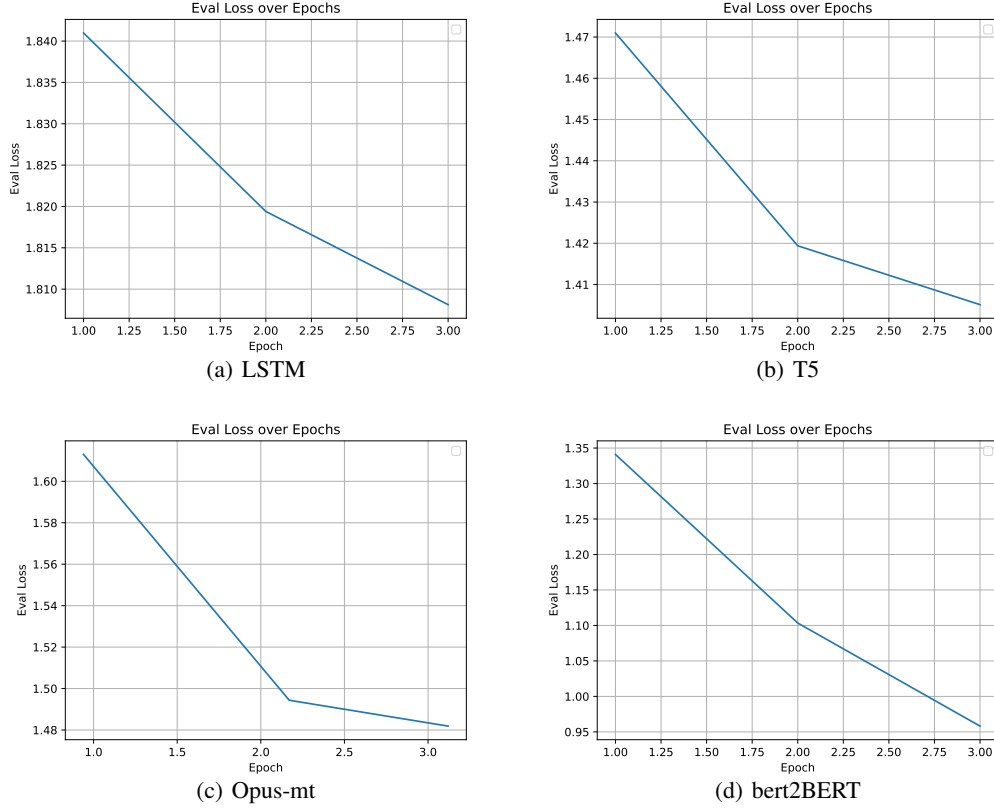 Eval Loss over Epochs
1.840
1.835
1.830
1.825
1.820
1.815
1.810
Eval Loss
1.00 1.25 1.50 1.75 2.00 2.25 2.50 2.75 3.00
Epoch
(a) LSTM
Eval Loss over Epochs
1.47
1.46
1.45
1.44
1.43
1.42
1.41
Eval Loss
1.00 1.25 1.50 1.75 2.00 2.25 2.50 2.75 3.00
Epoch
(b) T5
Eval Loss over Epochs
1.60
1.58
1.56
1.54
1.52
1.50
1.48
Eval Loss
1.0 1.5 2.0 2.5 3.0
Epoch
(c) Opus-mt
Eval Loss over Epochs
1.35
1.30
1.25
1.20
1.15
1.10
1.05
1.00
0.95
Eval Loss
1.00 1.25 1.50 1.75 2.00 2.25 2.50 2.75 3.00
Epoch
(d) bert2BERT